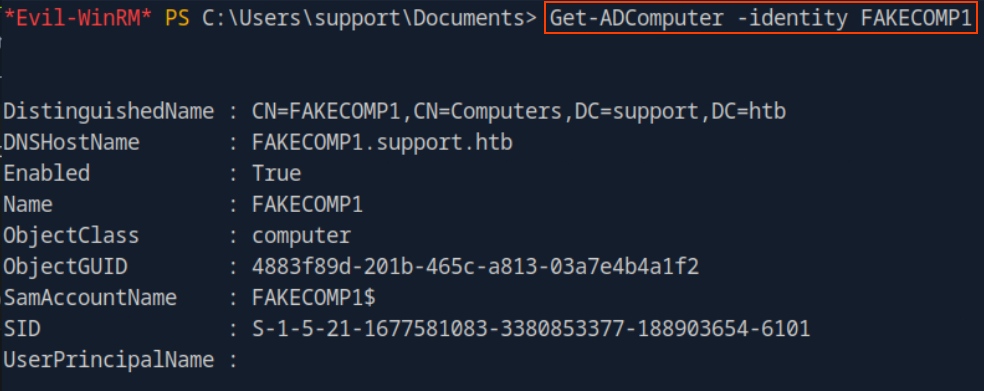 *Evil-WinRM* PS C:\Users\support\Documents> Get-ADComputer -identity FAKECOMP1
DistinguishedName : CN=FAKECOMP1,CN=Computers,DC=support,DC=htb
DNSHostName       : FAKECOMP1.support.htb
Enabled           : True
Name              : FAKECOMP1
ObjectClass       : computer
ObjectGUID        : 4883f89d-201b-465c-a813-03a7e4b4a1f2
SamAccountName    : FAKECOMP1$
SID               : S-1-5-21-1677581083-3380853377-188903654-6101
UserPrincipalName :